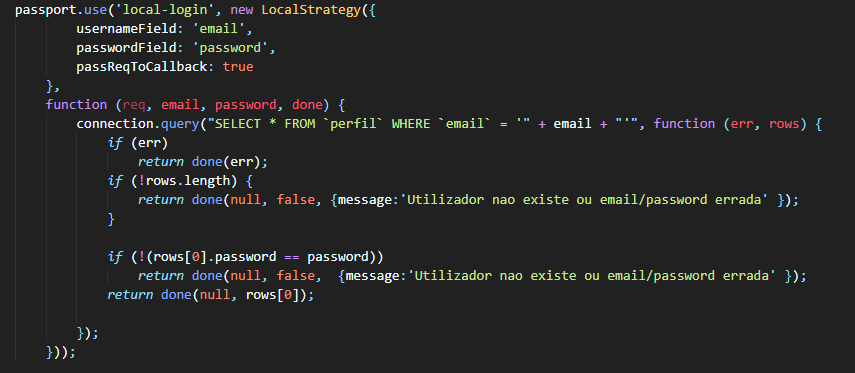 passport.use('local-login', new LocalStrategy({
usernameField: 'email',
passwordField: 'password',
passReqToCallback: true
},
function (req, email, password, done) {
connection.query("SELECT * FROM `perfil` WHERE `email` = '" + email + "'", function (err, rows) {
if (err)
return done(err);
if (!rows.length) {
return done(null, false, {message:'Utilizador nao existe ou email/password errada' });
}
if (!(rows[0].password == password))
return done(null, false,  {message:'Utilizador nao existe ou email/password errada' });
return done(null, rows[0]);
});
}));